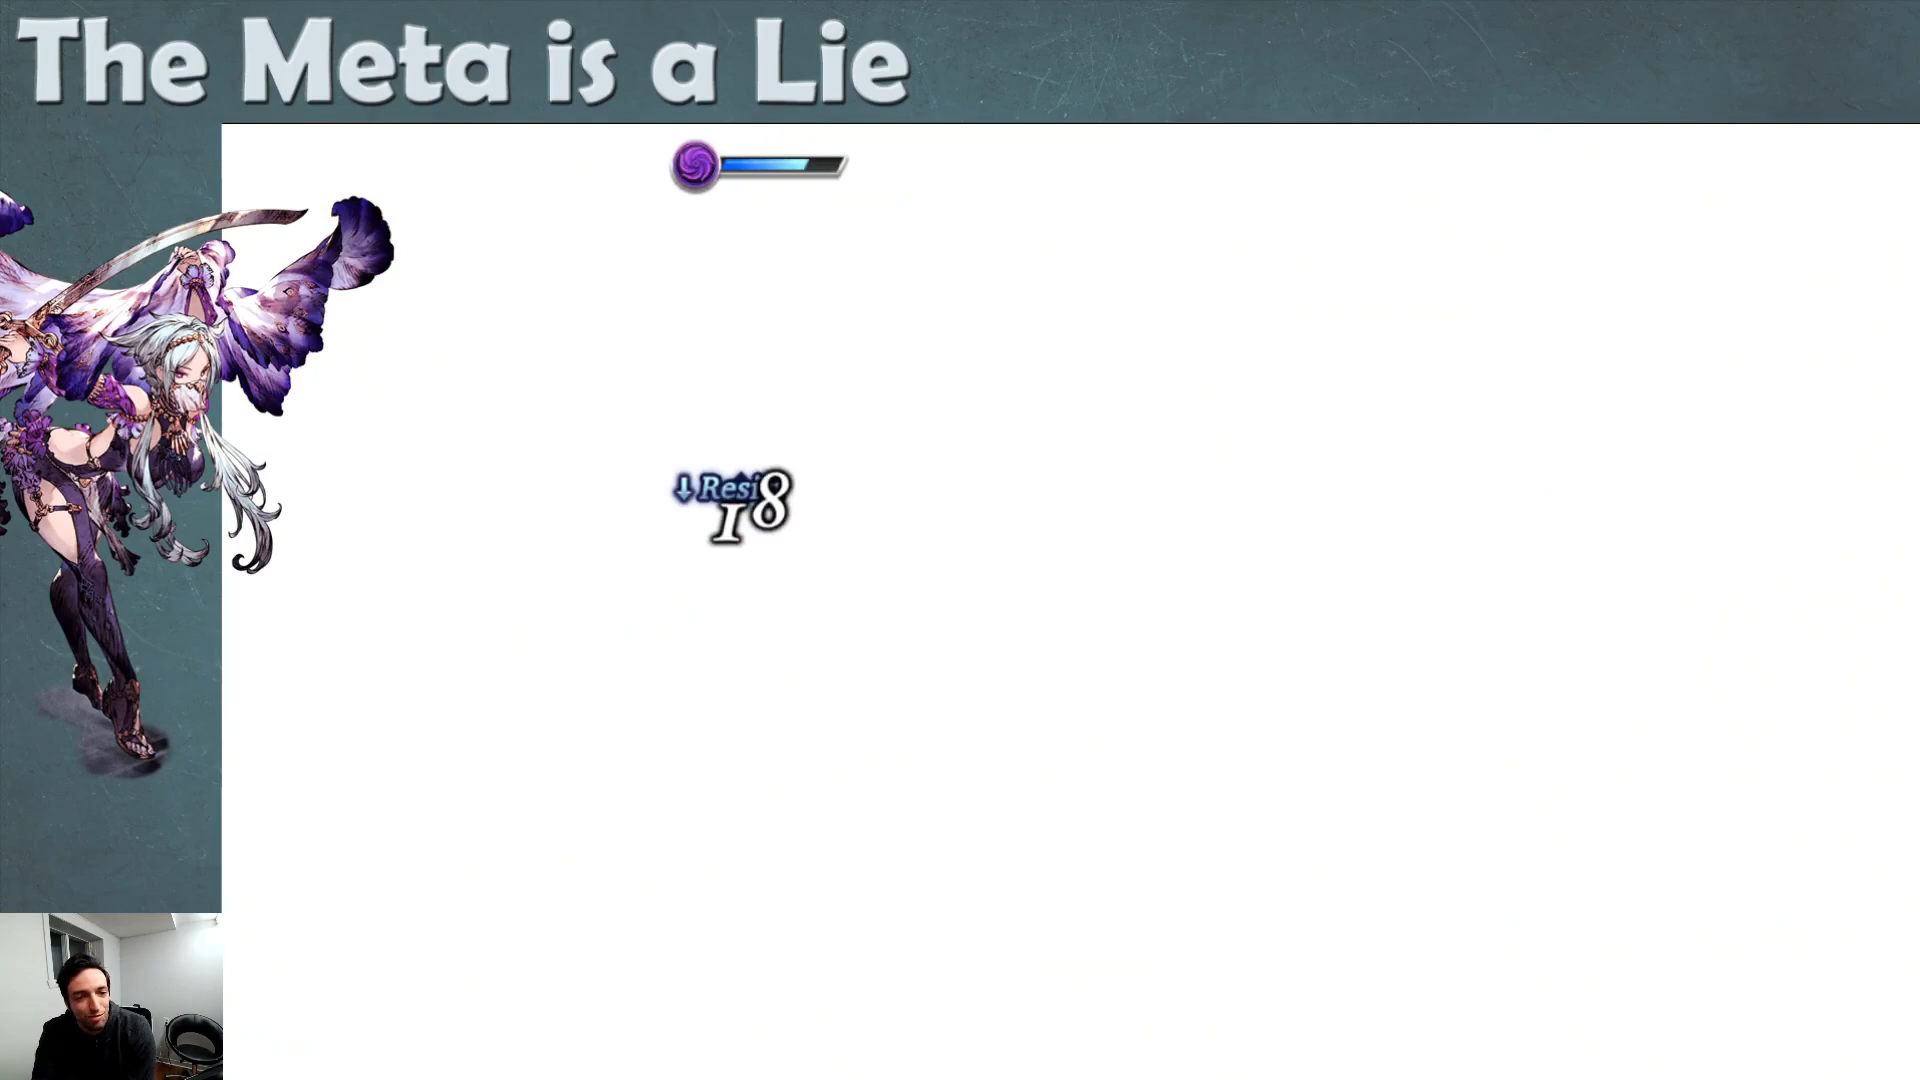 The Meta is a Lie
↓ Resi
18